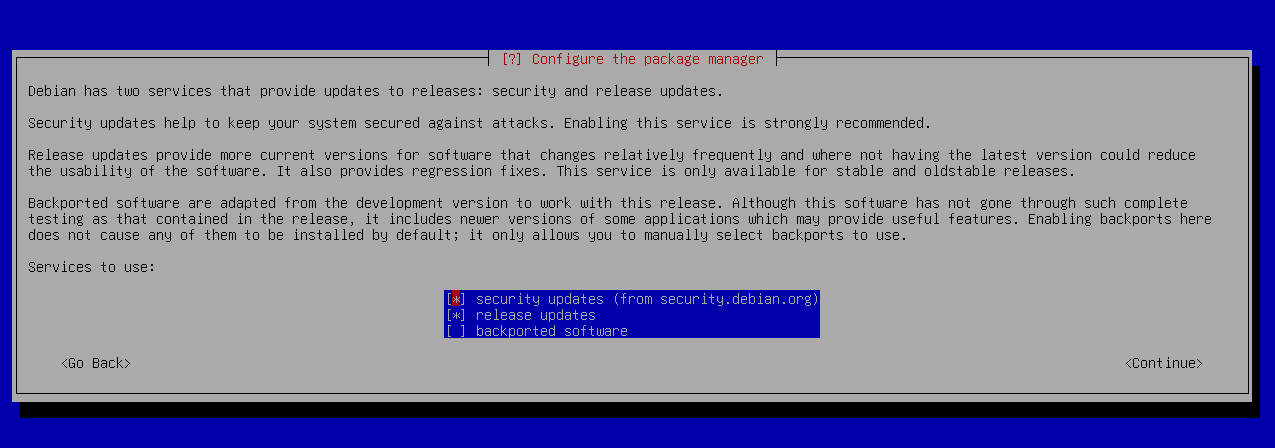 [?] Configure the package manager
Debian has two services that provide updates to releases: security and release updates.
Security updates help to keep your system secured against attacks. Enabling this service is strongly recommended.
Release updates provide more current versions for software that changes relatively frequently and where not having the latest version could reduce
the usability of the software. It also provides regression fixes. This service is only available for stable and oldstable releases.
Backported software are adapted from the development version to work with this release. Although this software has not gone through such complete
testing as that contained in the release, it includes newer versions of some applications which may provide useful features. Enabling backports here
does not cause any of them to be installed by default; it only allows you to manually select backports to use.
Services to use:
[*] security updates (from security.debian.org)
[*] release updates
[ ] backported software
<Go Back> <Continue>